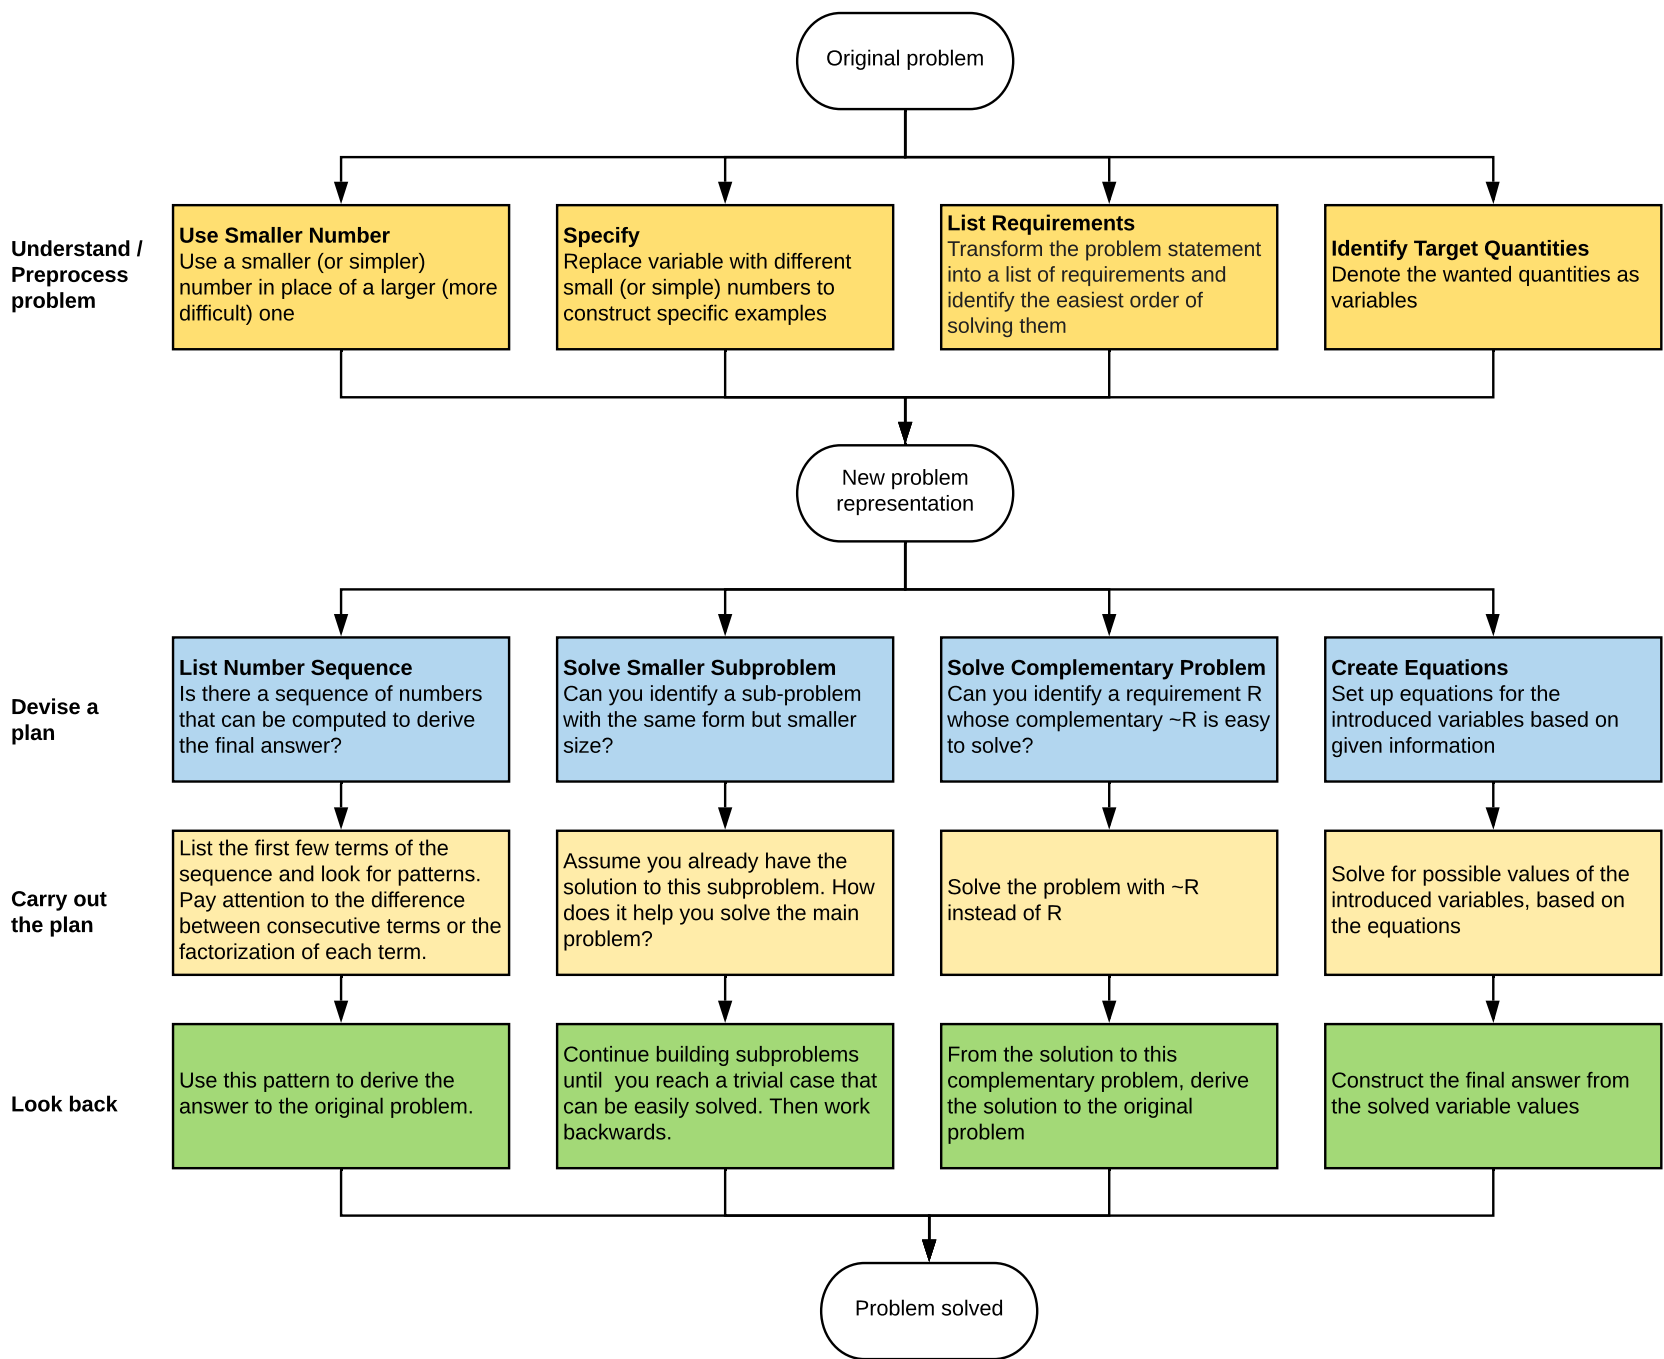 Original problem
Understand /
Preprocess
problem
Use Smaller Number
Use a smaller (or simpler)
number in place of a larger (more
difficult) one
Specify
Replace variable with different
small (or simple) numbers to
construct specific examples
List Requirements
Transform the problem statement
into a list of requirements and
identify the easiest order of
solving them
Identify Target Quantities
Denote the wanted quantities as
variables
New problem
representation
Devise a
plan
List Number Sequence
Is there a sequence of numbers
that can be computed to derive
the final answer?
Solve Smaller Subproblem
Can you identify a sub-problem
with the same form but smaller
size?
Solve Complementary Problem
Can you identify a requirement R
whose complementary ~R is easy
to solve?
Create Equations
Set up equations for the
introduced variables based on
given information
Carry out
the plan
List the first few terms of the
sequence and look for patterns.
Pay attention to the difference
between consecutive terms or the
factorization of each term.
Assume you already have the
solution to this subproblem. How
does it help you solve the main
problem?
Solve the problem with ~R
instead of R
Solve for possible values of the
introduced variables, based on
the equations
Look back
Use this pattern to derive the
answer to the original problem.
Continue building subproblems
until  you reach a trivial case that
can be easily solved. Then work
backwards.
From the solution to this
complementary problem, derive
the solution to the original
problem
Construct the final answer from
the solved variable values
Problem solved